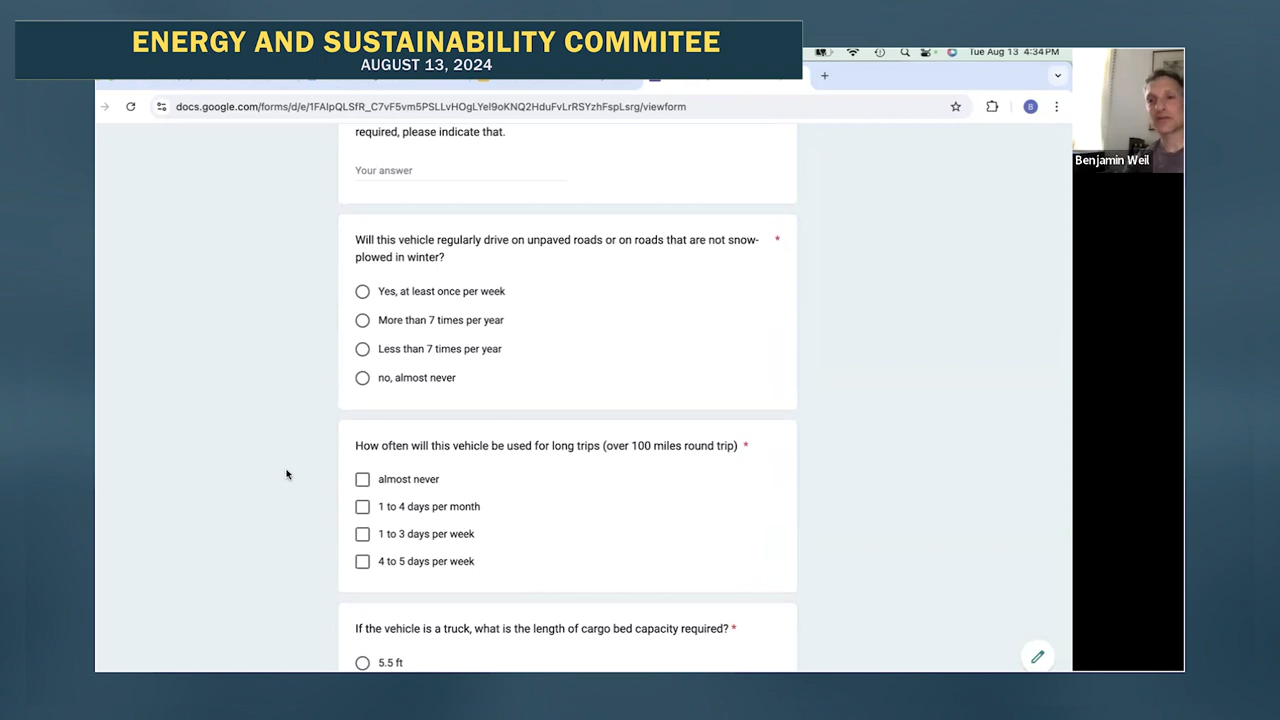 ENERGY AND SUSTAINABILITY COMMITEE
AUGUST 13, 2024
Tue Aug 13 4:34 PM
docs.google.com/forms/d/e/1FAIpQLSfR_C7vF5vm5PSLLvHOgLYel9oKNQ2HduFvLrRSYzhFspLsrg/viewform
B
required, please indicate that.
Your answer
Benjamin Weil
Will this vehicle regularly drive on unpaved roads or on roads that are not snow-
plowed in winter?
*
Yes, at least once per week
More than 7 times per year
Less than 7 times per year
no, almost never
How often will this vehicle be used for long trips (over 100 miles round trip) *
almost never
1 to 4 days per month
1 to 3 days per week
4 to 5 days per week
If the vehicle is a truck, what is the length of cargo bed capacity required? *
5.5 ft